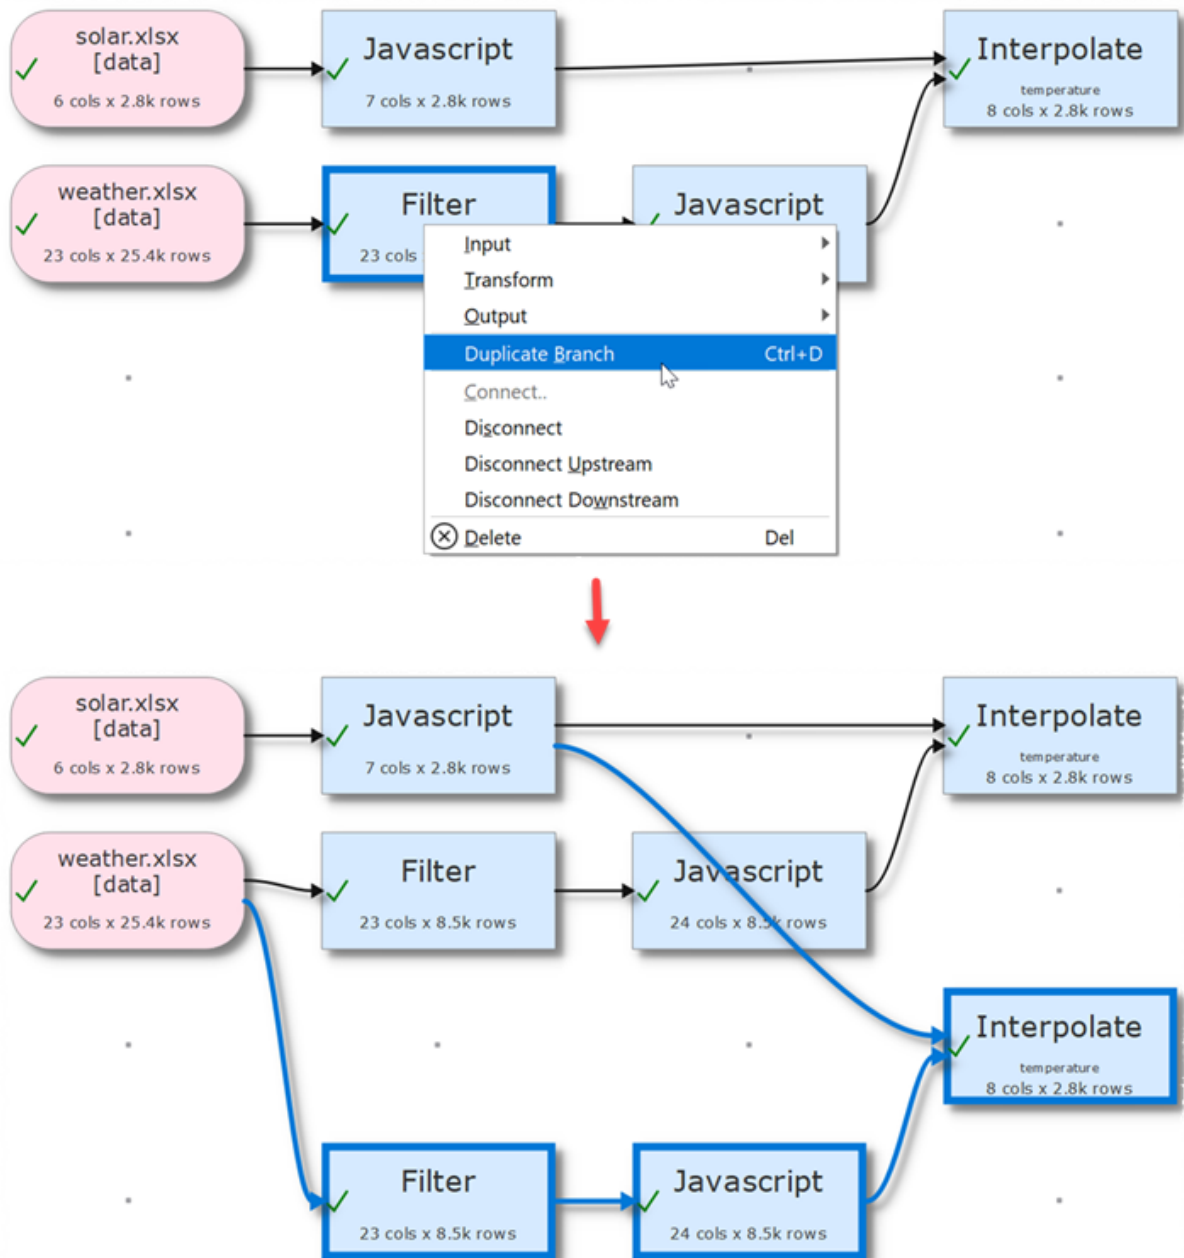 solar.xlsx
[data]
6 cols x 2.8k rows
Javascript
7 cols x 2.8k rows
Interpolate
temperature
8 cols x 2.8k rows
weather.xlsx
[data]
23 cols x 25.4k rows
Filter
23 cols
Javascript
Input
Transform
Output
Duplicate Branch Ctrl+D
Connect..
Disconnect
Disconnect Upstream
Disconnect Downstream
Delete Del
solar.xlsx
[data]
6 cols x 2.8k rows
Javascript
7 cols x 2.8k rows
Interpolate
temperature
8 cols x 2.8k rows
weather.xlsx
[data]
23 cols x 25.4k rows
Filter
23 cols x 8.5k rows
Javascript
24 cols x 8.5k rows
Interpolate
temperature
8 cols x 2.8k rows
Filter
23 cols x 8.5k rows
Javascript
24 cols x 8.5k rows